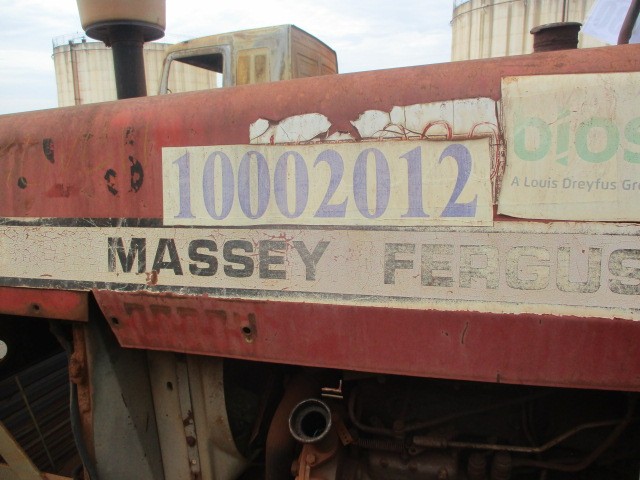 10002012
A Louis Dreyfus Gr
MASSEY FERGUS